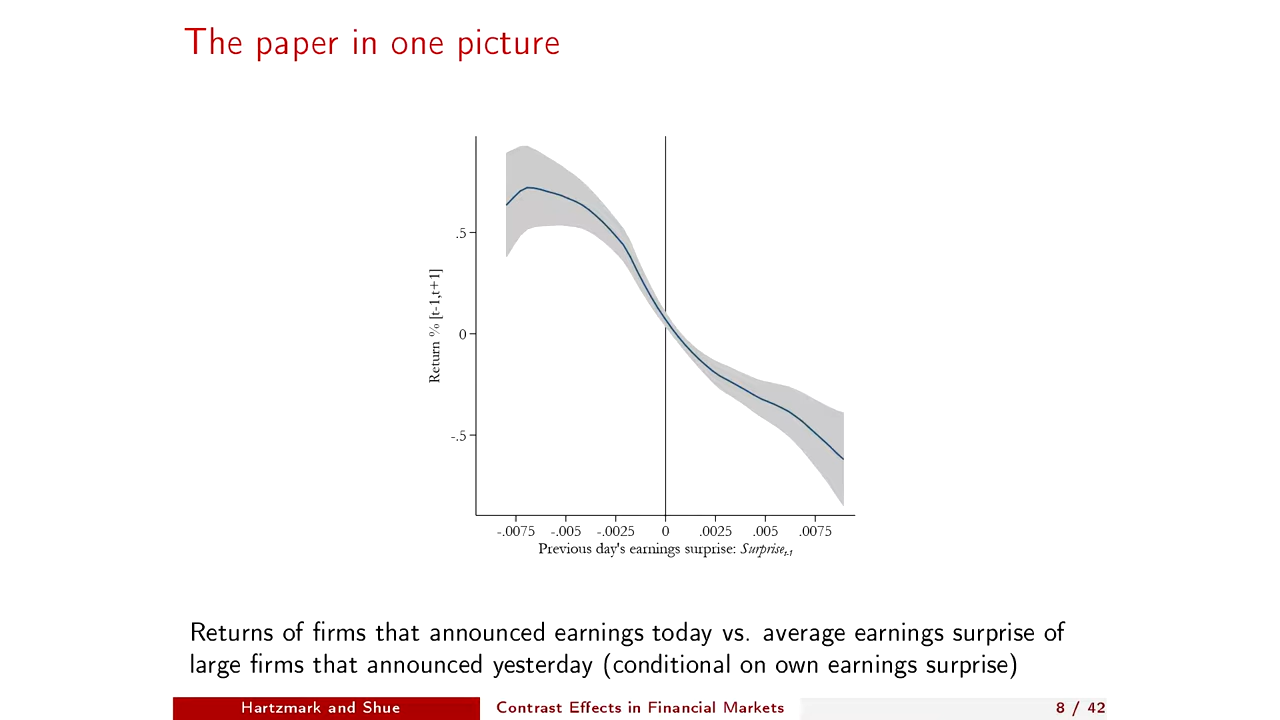 The paper in one picture
.5
0
-.5
Return % [t-1,t+1]
-.0075 -.005 -.0025 0 .0025 .005 .0075
Previous day's earnings surprise: Surprise_{t-1}
Returns of firms that announced earnings today vs. average earnings surprise of
large firms that announced yesterday (conditional on own earnings surprise)
Hartzmark and Shue Contrast Effects in Financial Markets 8 / 42